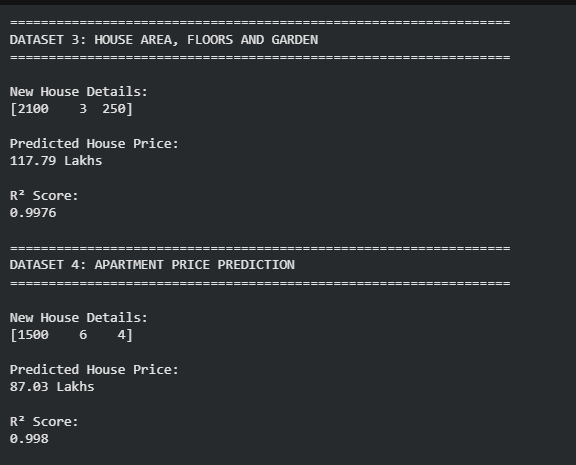 =================================================================
DATASET 3: HOUSE AREA, FLOORS AND GARDEN
=================================================================
New House Details:
[2100    3  250]
Predicted House Price:
117.79 Lakhs
R² Score:
0.9976
=================================================================
DATASET 4: APARTMENT PRICE PREDICTION
=================================================================
New House Details:
[1500    6    4]
Predicted House Price:
87.03 Lakhs
R² Score:
0.998